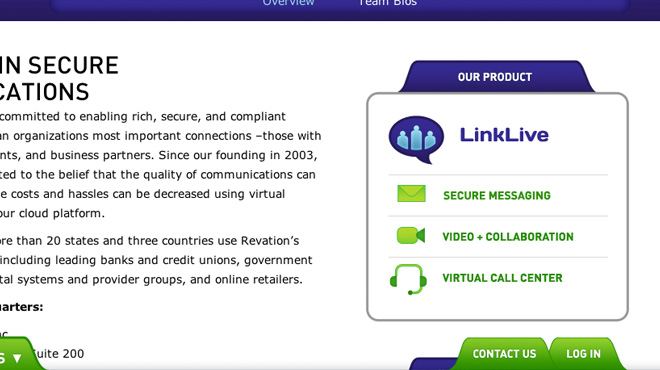 Overview Team Bios
IN SECURE
CATIONS
committed to enabling rich, secure, and compliant
an organizations most important connections –those with
nts, and business partners. Since our founding in 2003,
ted to the belief that the quality of communications can
e costs and hassles can be decreased using virtual
our cloud platform.
ore than 20 states and three countries use Revation's
including leading banks and credit unions, government
tal systems and provider groups, and online retailers.
uarters:
nc
Suite 200
S ▼
OUR PRODUCT
LinkLive
SECURE MESSAGING
VIDEO + COLLABORATION
VIRTUAL CALL CENTER
CONTACT US
LOG IN